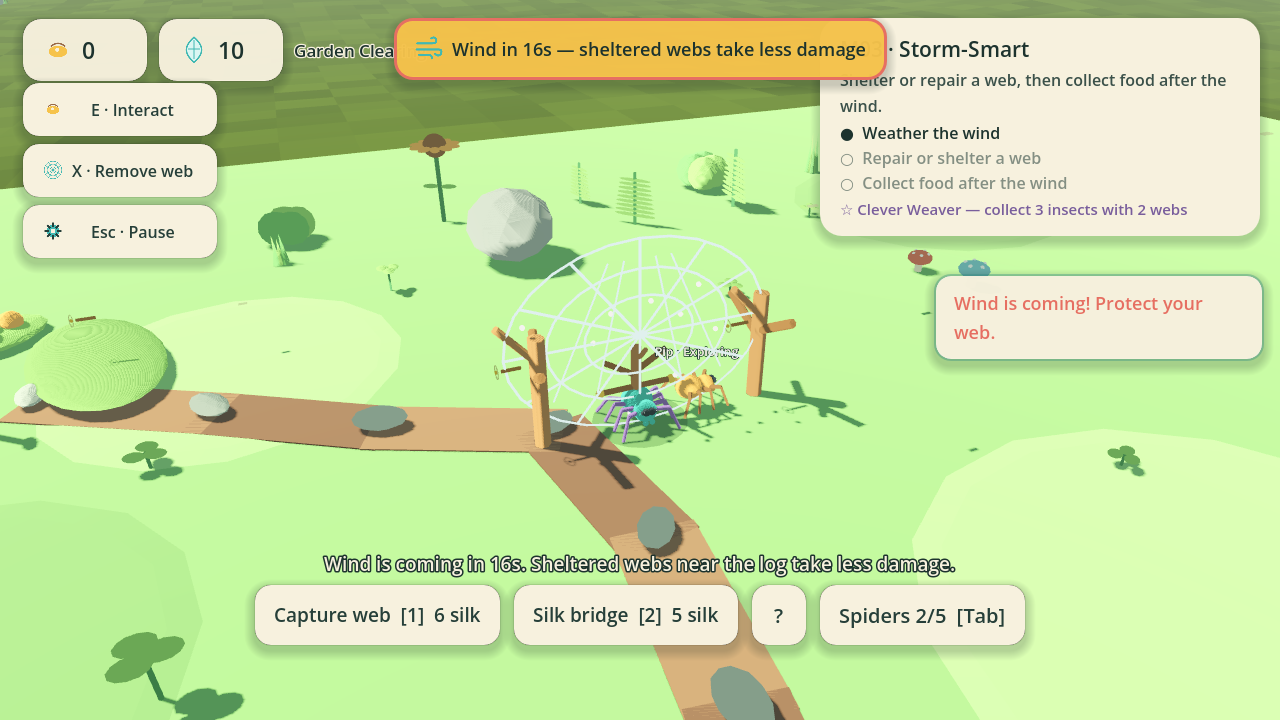 0
10
Garden Clea
Wind in 16s — sheltered webs take less damage
· Storm-Smart
Shelter or repair a web, then collect food after the
wind.
● Weather the wind
○ Repair or shelter a web
○ Collect food after the wind
☆ Clever Weaver — collect 3 insects with 2 webs
E · Interact
X · Remove web
Esc · Pause
Wind is coming! Protect your
web.
Pip · Exploring
Wind is coming in 16s. Sheltered webs near the log take less damage.
Capture web [1] 6 silk
Silk bridge [2] 5 silk
?
Spiders 2/5 [Tab]